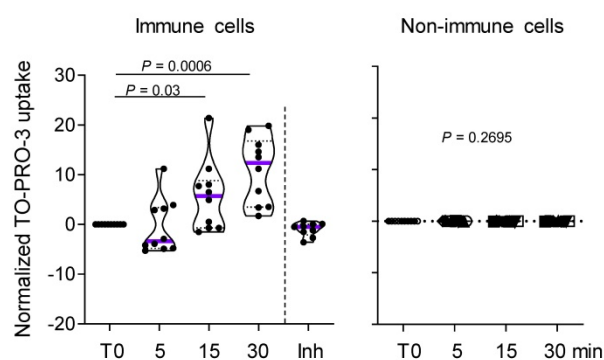 Immune cells
Non-immune cells
Normalized TO-PRO-3 uptake
30
20
10
0
-10
-20
P = 0.0006
P = 0.03
P = 0.2695
T0 5 15 30 Inh
T0 5 15 30 min